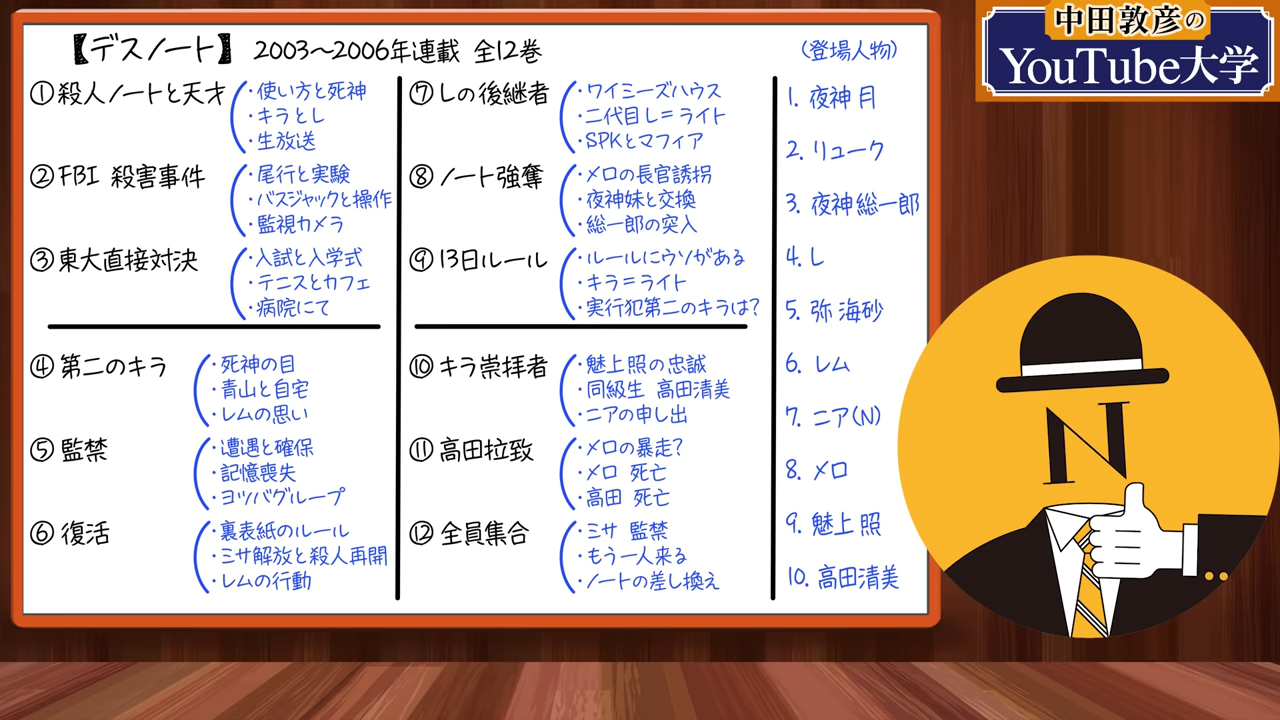 【デスノート】 2003〜2006年連載 全12巻
①殺人ノートと天才
・使い方と死神
・キラとL
・生放送
②FBI 殺害事件
・尾行と実験
・バスジャックと操作
・監視カメラ
③東大直接対決
・入試と入学式
・テニスとカフェ
・病院にて
④第二のキラ
・死神の目
・青山と自宅
・レムの思い
⑤監禁
・遭遇と確保
・記憶喪失
・ヨツバグループ
⑥復活
・裏表紙のルール
・ミサ解放と殺人再開
・レムの行動
⑦Lの後継者
・ワイミーズハウス
・二代目L=ライト
・SPKとマフィア
⑧ノート強奪
・メロの長官誘拐
・夜神妹と交換
・総一郎の突入
⑨13日ルール
・ルールにウソがある
・キラ=ライト
・実行犯第二のキラは?
⑩キラ崇拝者
・魅上照の忠誠
・同級生 高田清美
・ニアの申し出
⑪高田拉致
・メロの暴走?
・メロ 死亡
・高田 死亡
⑫全員集合
・ミサ 監禁
・もう一人来る
・ノートの差し換え
(登場人物)
1. 夜神月
2. リューク
3. 夜神総一郎
4. L
5. 弥海砂
6. レム
7. ニア(N)
8. メロ
9. 魅上照
10. 高田清美
中田敦彦の
YouTube大学
N